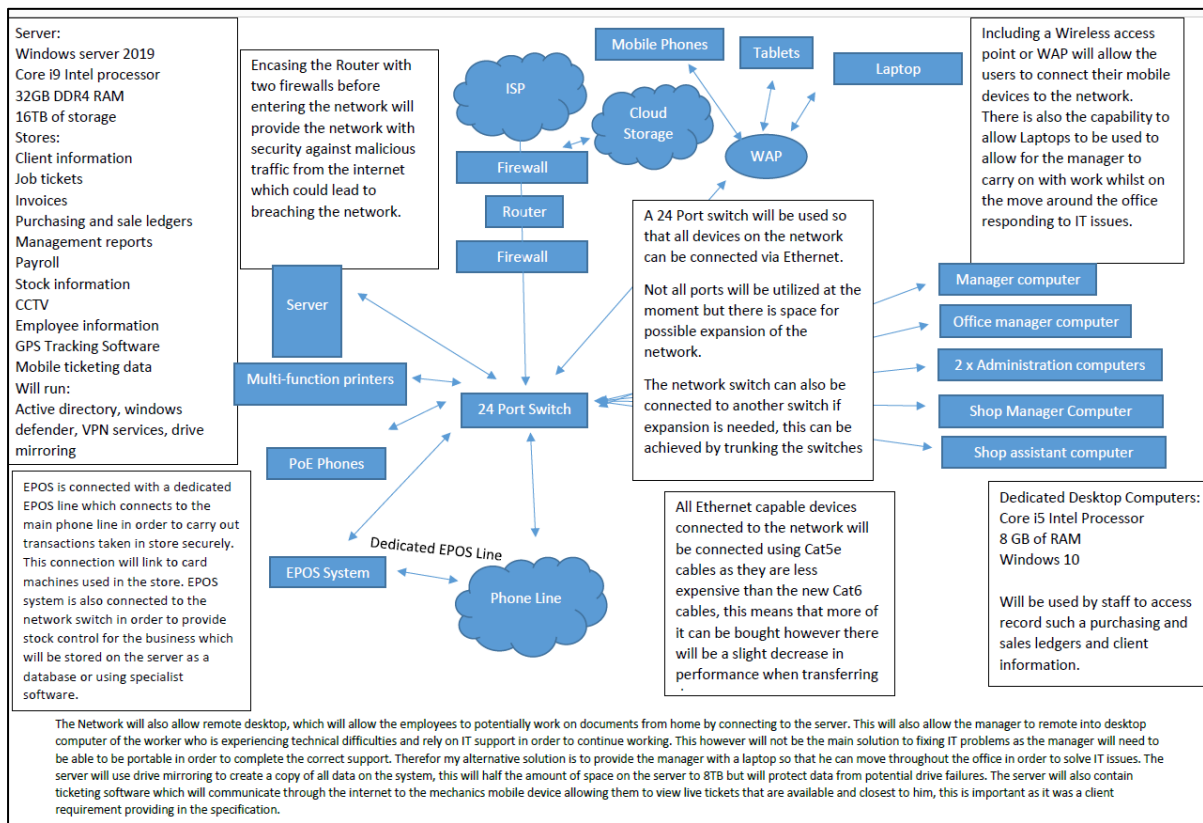 Server:
Windows server 2019
Core i9 Intel processor
32GB DDR4 RAM
16TB of storage
Stores:
Client information
Job tickets
Invoices
Purchasing and sale ledgers
Management reports
Payroll
Stock information
CCTV
Employee information
GPS Tracking Software
Mobile ticketing data
Will run:
Active directory, windows
defender, VPN services, drive
mirroring
Encasing the Router with
two firewalls before
entering the network will
provide the network with
security against malicious
traffic from the internet
which could lead to
breaching the network.
ISP
Mobile Phones
Tablets
Laptop
Cloud
Storage
WAP
Firewall
Router
Firewall
Including a Wireless access
point or WAP will allow the
users to connect their mobile
devices to the network.
There is also the capability to
allow Laptops to be used to
allow for the manager to
carry on with work whilst on
the move around the office
responding to IT issues.
A 24 Port switch will be used so
that all devices on the network
can be connected via Ethernet.
Not all ports will be utilized at the
moment but there is space for
possible expansion of the
network.
The network switch can also be
connected to another switch if
expansion is needed, this can be
achieved by trunking the switches
Server
Multi-function printers
24 Port Switch
PoE Phones
EPOS System
Dedicated EPOS Line
Phone Line
Manager computer
Office manager computer
2 x Administration computers
Shop Manager Computer
Shop assistant computer
EPOS is connected with a dedicated
EPOS line which connects to the
main phone line in order to carry out
transactions taken in store securely.
This connection will link to card
machines used in the store. EPOS
system is also connected to the
network switch in order to provide
stock control for the business which
will be stored on the server as a
database or using specialist
software.
All Ethernet capable devices
connected to the network will
be connected using Cat5e
cables as they are less
expensive than the new Cat6
cables, this means that more of
it can be bought however there
will be a slight decrease in
performance when transferring
Dedicated Desktop Computers:
Core i5 Intel Processor
8 GB of RAM
Windows 10
Will be used by staff to access
record such a purchasing and
sales ledgers and client
information.
The Network will also allow remote desktop, which will allow the employees to potentially work on documents from home by connecting to the server. This will also allow the manager to remote into desktop
computer of the worker who is experiencing technical difficulties and rely on IT support in order to continue working. This however will not be the main solution to fixing IT problems as the manager will need to
be able to be portable in order to complete the correct support. Therefor my alternative solution is to provide the manager with a laptop so that he can move throughout the office in order to solve IT issues. The
server will use drive mirroring to create a copy of all data on the system, this will half the amount of space on the server to 8TB but will protect data from potential drive failures. The server will also contain
ticketing software which will communicate through the internet to the mechanics mobile device allowing them to view live tickets that are available and closest to him, this is important as it was a client
requirement providing in the specification.